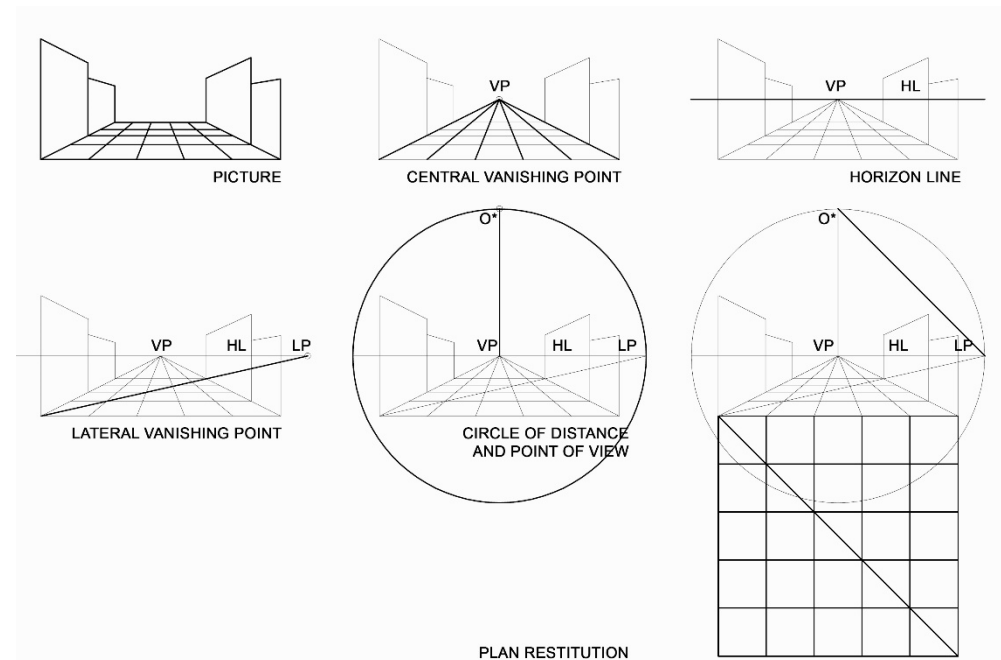 VP
VP HL
PICTURE
CENTRAL VANISHING POINT
HORIZON LINE
O*
O*
VP HL LP
VP HL LP
VP HL LP
LATERAL VANISHING POINT
CIRCLE OF DISTANCE
AND POINT OF VIEW
PLAN RESTITUTION